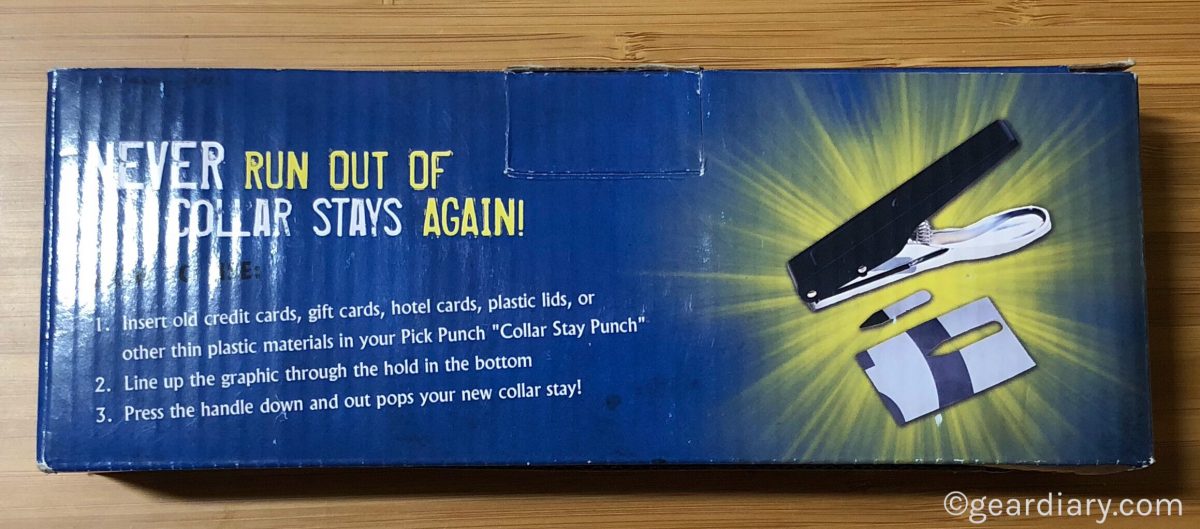 NEVER RUN OUT OF
COLLAR STAYS AGAIN!
1. Insert old credit cards, gift cards, hotel cards, plastic lids, or
other thin plastic materials in your Pick Punch "Collar Stay Punch"
2. Line up the graphic through the hold in the bottom
3. Press the handle down and out pops your new collar stay!
©geardiary.com